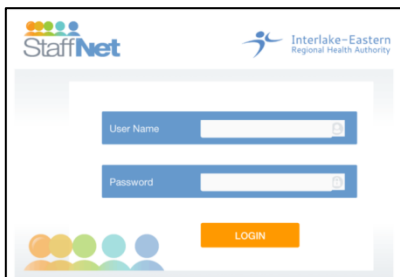 StaffNet
Interlake-Eastern
Regional Health Authority
User Name
Password
LOGIN